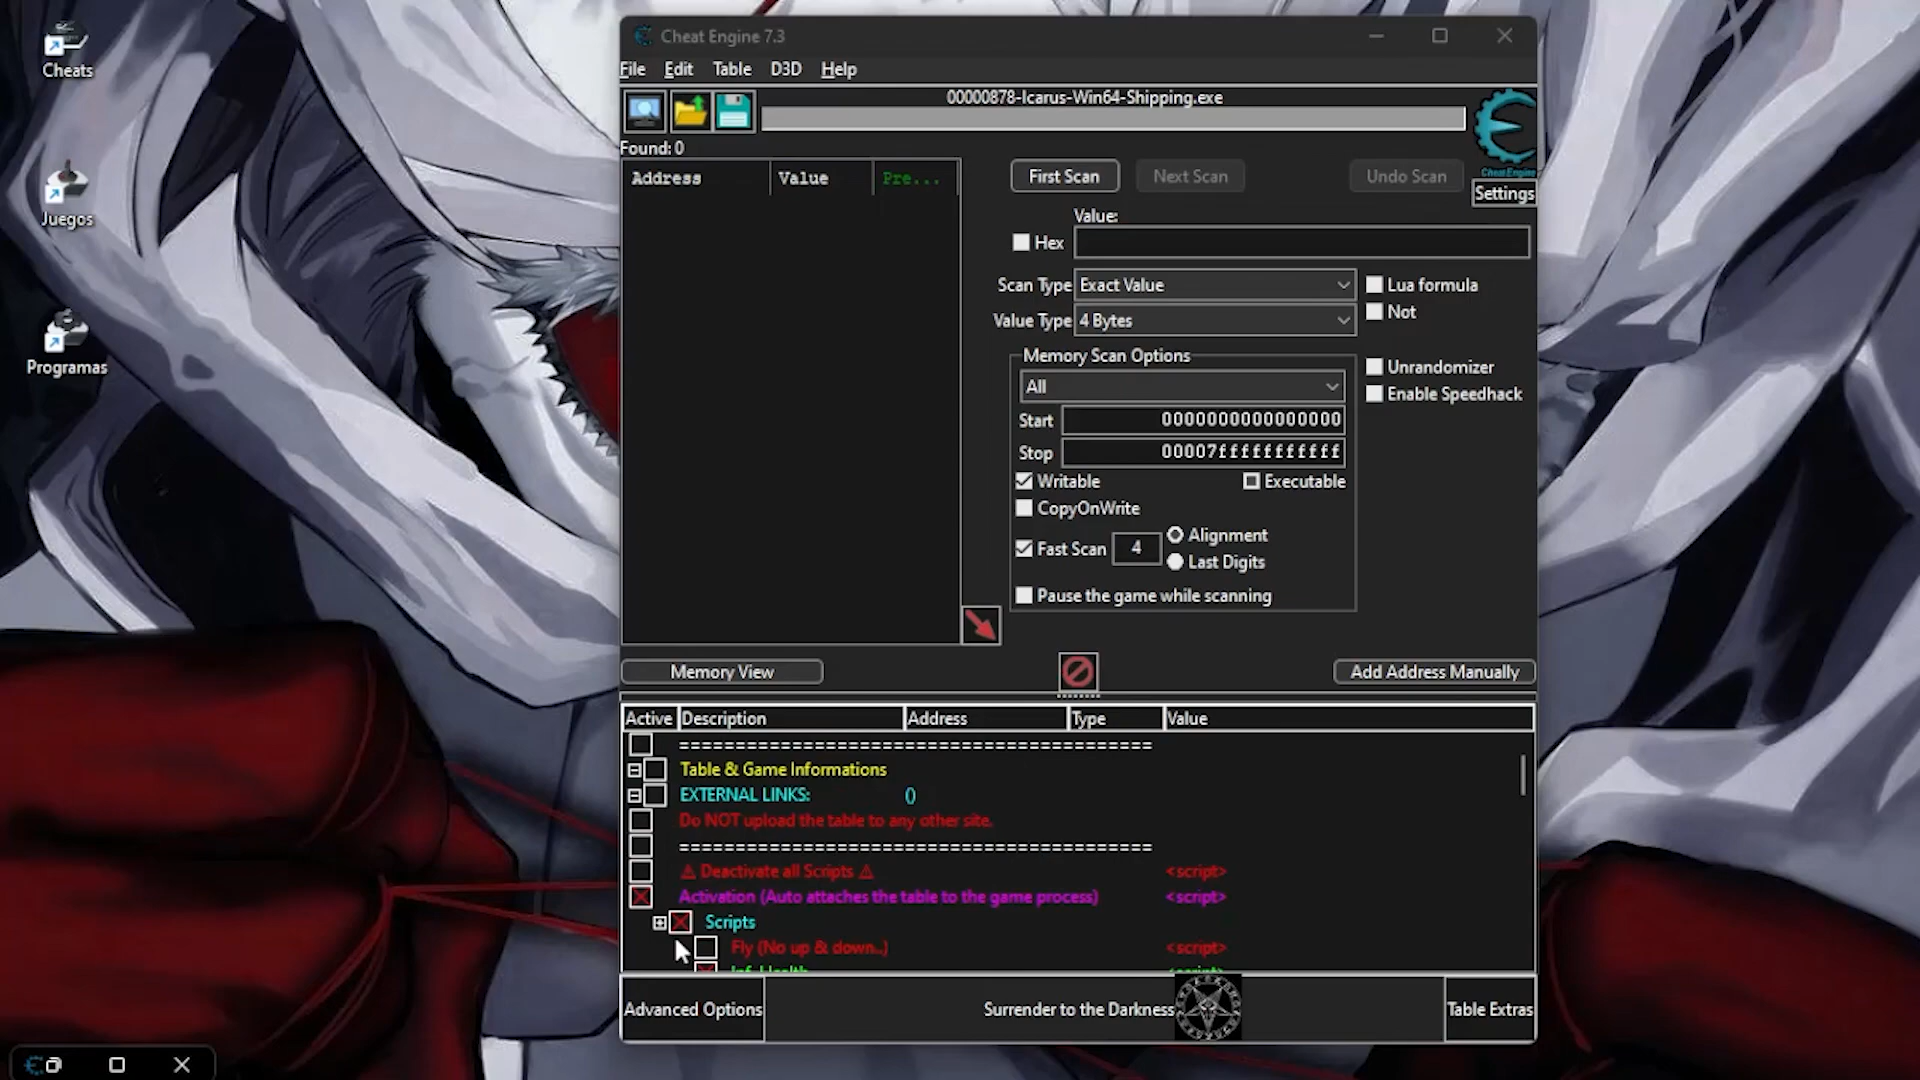 Cheats
Juegos
Programas
Cheat Engine 7.3
File Edit Table D3D Help
00000878-Icarus-Win64-Shipping.exe
Found: 0
Address Value Pre...
First Scan Next Scan Undo Scan
Cheat Engine
Settings
Value:
Hex
Scan Type Exact Value
Lua formula
Not
Value Type 4 Bytes
Memory Scan Options
All
Unrandomizer
Enable Speedhack
Start 0000000000000000
Stop 00007fffffffffff
Writable Executable
CopyOnWrite
Fast Scan 4 Alignment
Last Digits
Pause the game while scanning
Memory View Add Address Manually
Active Description Address Type Value
==========================================
Table & Game Informations
EXTERNAL LINKS: ()
Do NOT upload the table to any other site.
==========================================
⚠ Deactivate all Scripts ⚠ <script>
Activation (Auto attaches the table to the game process) <script>
Scripts
Fly (No up & down..) <script>
Inf. Health <script>
Advanced Options Surrender to the Darkness Table Extras